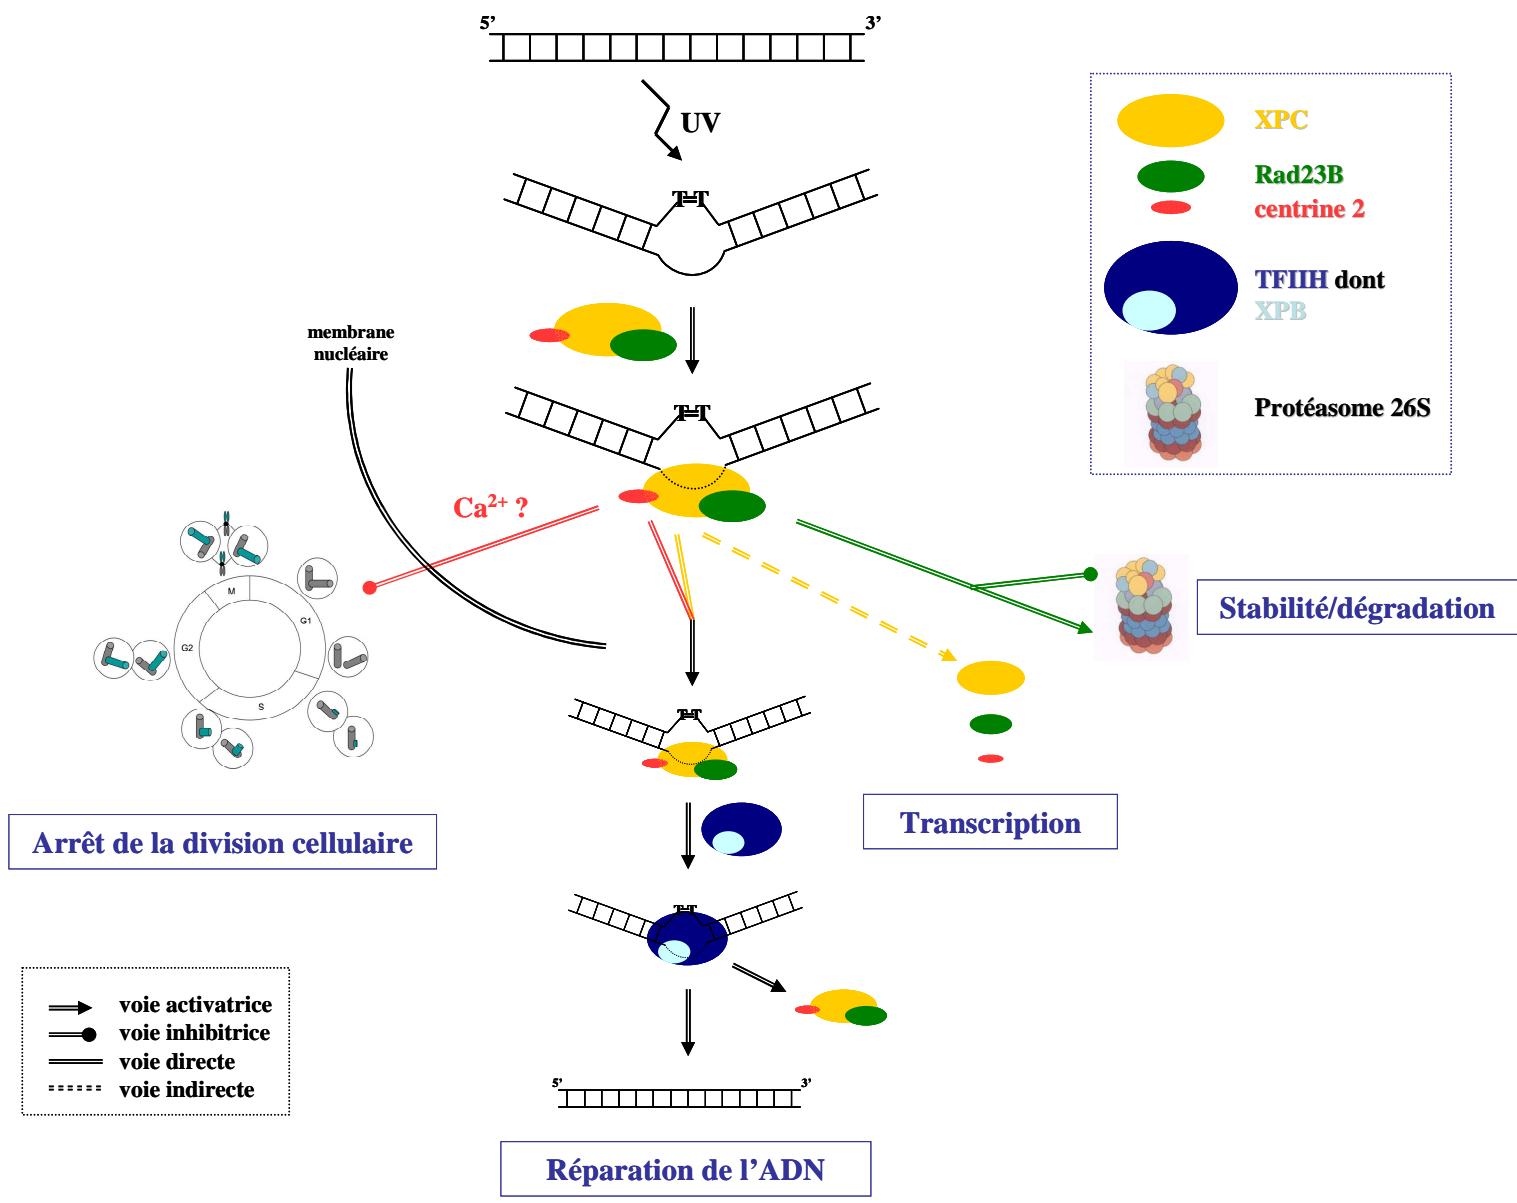 5’ 3’
UV
T=T
XPC
Rad23B
centrine 2
TFIIH dont
XPB
Protéasome 26S
membrane
nucléaire
T=T
Ca2+ ?
M
G1
G2
S
Stabilité/dégradation
T=T
Transcription
Arrêt de la division cellulaire
T=T
voie activatrice
voie inhibitrice
voie directe
voie indirecte
5’ 3’
Réparation de l’ADN